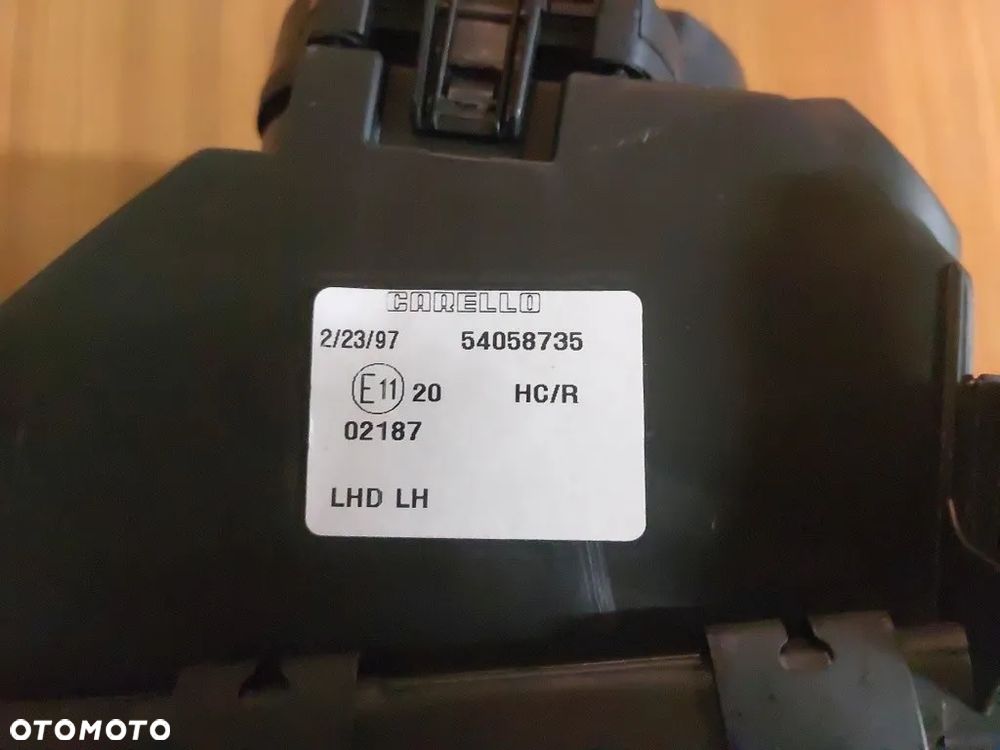 CARELLO
2/23/97 54058735
E11 20 HC/R
02187
LHD LH
OTOMOTO